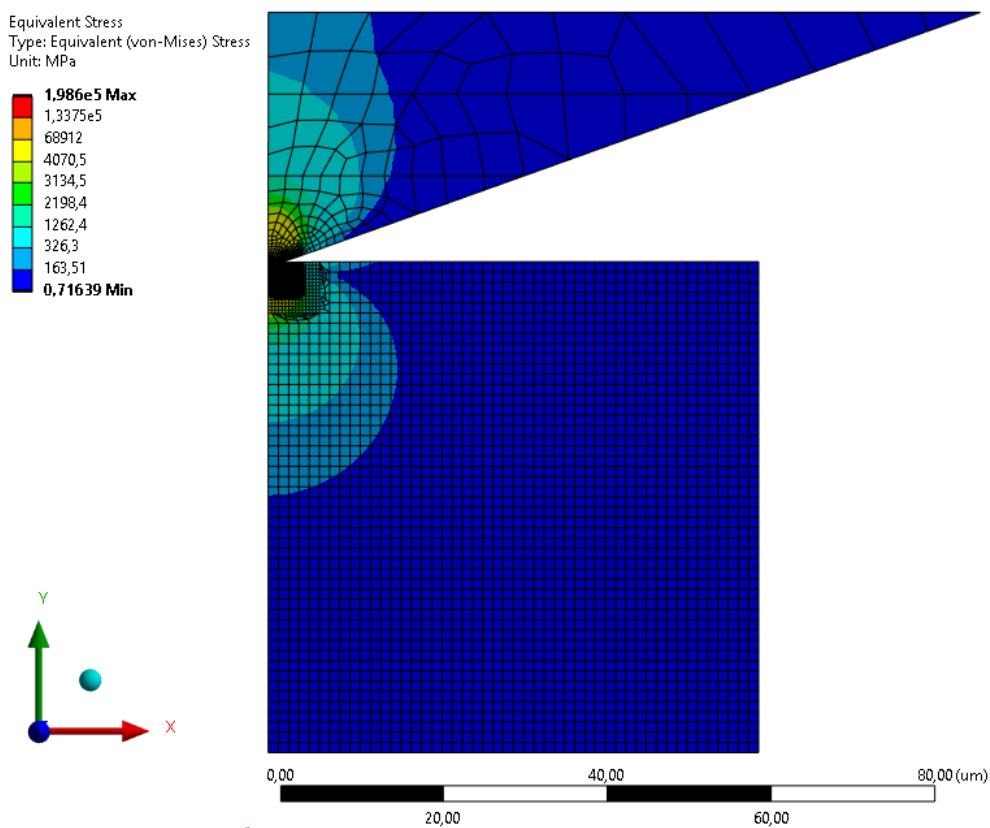 Equivalent Stress
Type: Equivalent (von-Mises) Stress
Unit: MPa
1,986e5 Max
1,3375e5
68912
4070,5
3134,5
2198,4
1262,4
326,3
163,51
0,71639 Min
Y
X
0,00 40,00 80,00 (um)
20,00 60,00